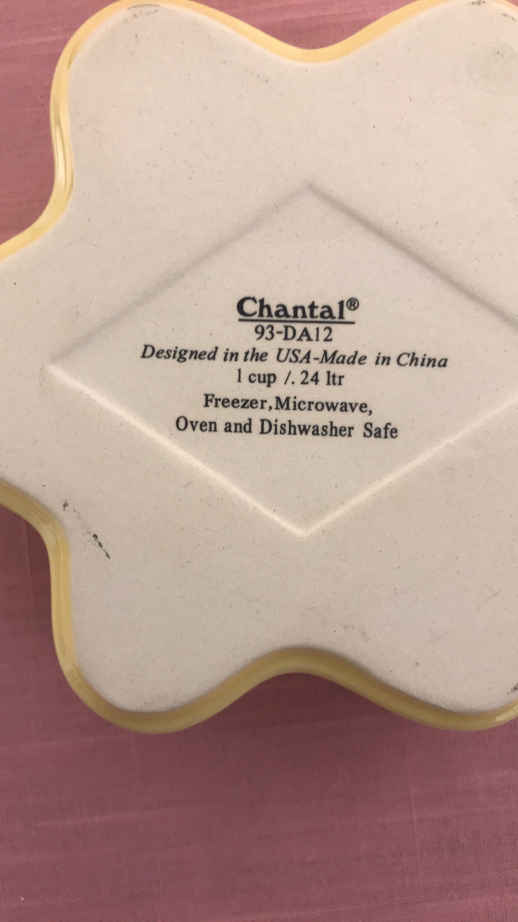 Chantal®
93-DA12
Designed in the USA-Made in China
1 cup /. 24 ltr
Freezer,Microwave,
Oven and Dishwasher Safe